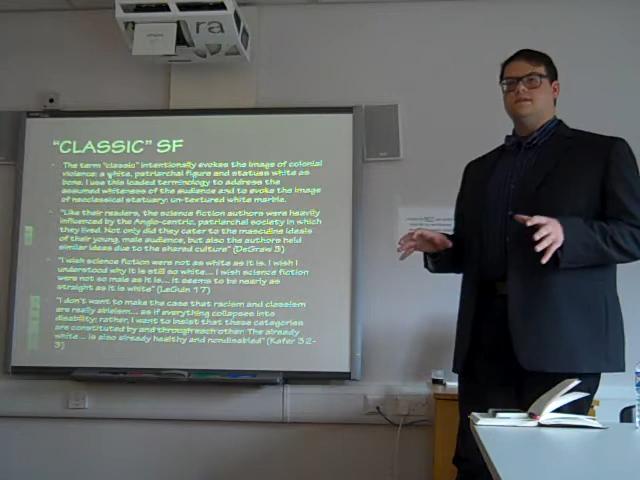 ra
"CLASSIC" SF
• The term "classic" intentionally evokes the image of colonial
violence: a white, patriarchal figure and statues white as
bone. I use this loaded terminology to address the
assumed whiteness of the audience and to evoke the image
of neoclassical statuary: un-textured white marble.
• "Like their readers, the science fiction authors were heavily
influenced by the Anglo-centric, patriarchal society in which
they lived. Not only did they cater to the masculine ideals
of their young, male audience, but also the authors held
similar ideas due to the shared culture" (DeGraw 3)
• "I wish science fiction were not as white as it is. I wish I
understood why it is still so white... I wish science fiction
were not so male as it is... it seems to be nearly as
straight as it is white" (LeGuin 17)
• "I don't want to make the case that racism and classism
are really ableism... as if everything collapses into
disability; rather, I want to insist that these categories
are constituted by and through each other. The already
white... is also already healthy and nondisabled" (Kafer 32-
3)